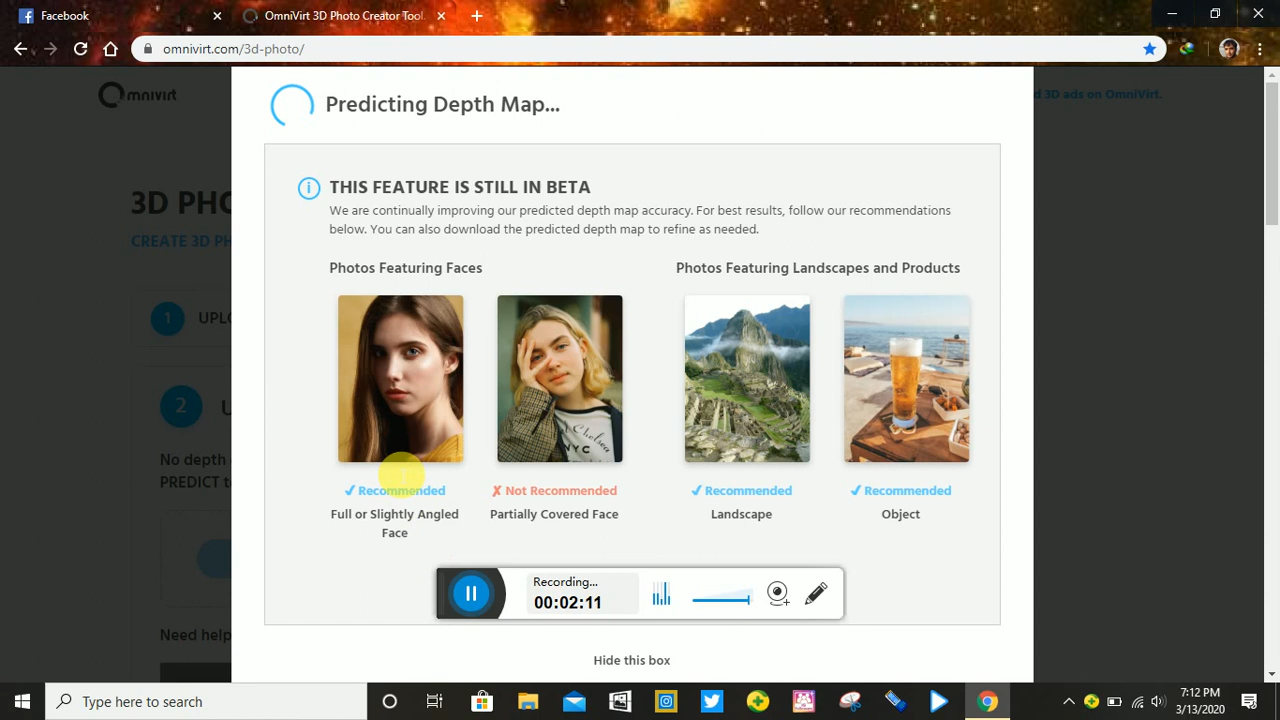 Facebook
OmniVirt 3D Photo Creator Tool.
omnivirt.com/3d-photo/
mnivirt
d 3D ads on OmniVirt.
Predicting Depth Map...
3D PHO
CREATE 3D PH
THIS FEATURE IS STILL IN BETA
We are continually improving our predicted depth map accuracy. For best results, follow our recommendations
below. You can also download the predicted depth map to refine as needed.
Photos Featuring Faces
Photos Featuring Landscapes and Products
1 UPLO
2 U
No depth
PREDICT t
Need help
Chelsea
NYC
✔ Recommended
Full or Slightly Angled
Face
✘ Not Recommended
Partially Covered Face
✔ Recommended
Landscape
✔ Recommended
Object
Recording...
00:02:11
Hide this box
Type here to search
7:12 PM
3/13/2020